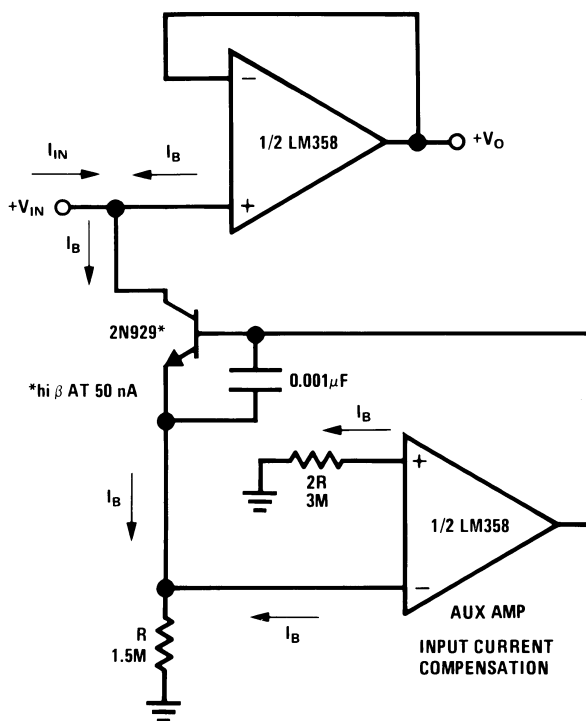 −
1/2 LM358
+VO
IIN
IB
+VIN
+
IB
2N929*
*hi β AT 50 nA
0.001μF
IB
+
2R
3M
1/2 LM358
IB
−
IB
AUX AMP
R
1.5M
INPUT CURRENT
COMPENSATION